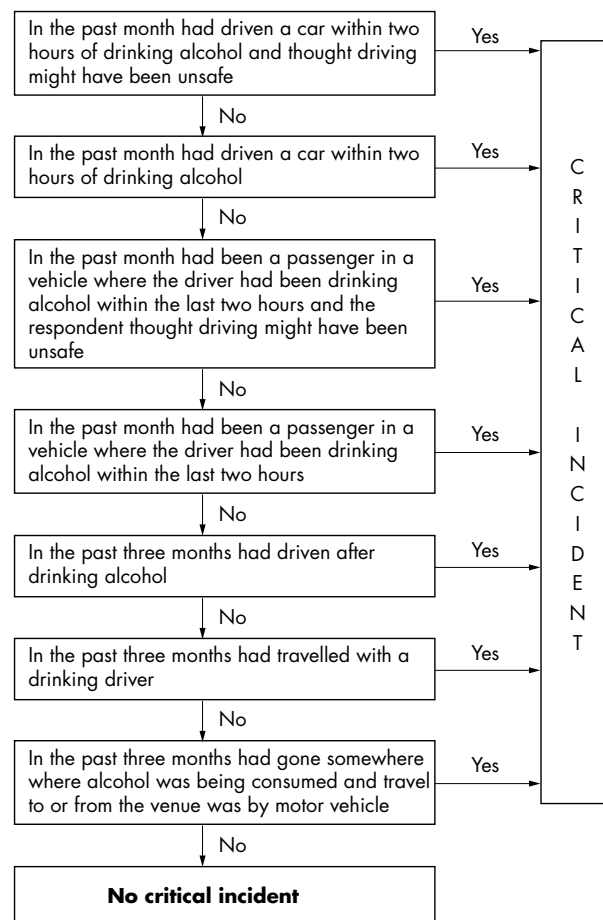 In the past month had driven a car within two
hours of drinking alcohol and thought driving
might have been unsafe
Yes
No
In the past month had driven a car within two
hours of drinking alcohol
Yes
No
In the past month had been a passenger in a
vehicle where the driver had been drinking
alcohol within the last two hours and the
respondent thought driving might have been
unsafe
Yes
No
In the past month had been a passenger in a
vehicle where the driver had been drinking
alcohol within the last two hours
Yes
No
In the past three months had driven after
drinking alcohol
Yes
No
In the past three months had travelled with a
drinking driver
Yes
No
In the past three months had gone somewhere
where alcohol was being consumed and travel
to or from the venue was by motor vehicle
Yes
No
No critical incident
CRITICAL INCIDENT